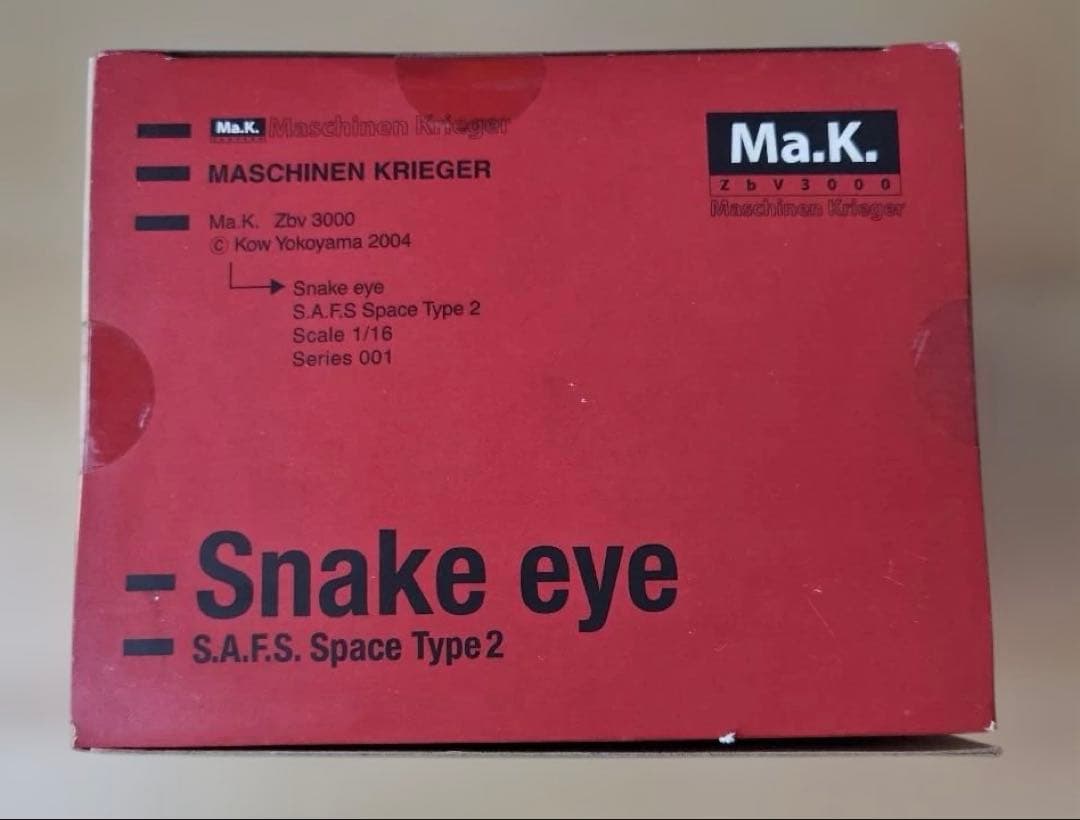 Ma.K. Maschinen Krieger
MASCHINEN KRIEGER
Ma.K. Zbv 3000
© Kow Yokoyama 2004
Snake eye
S.A.F.S Space Type 2
Scale 1/16
Series 001
Ma.K.
ZbV3000
Maschinen Krieger
Snake eye
S.A.F.S. Space Type 2